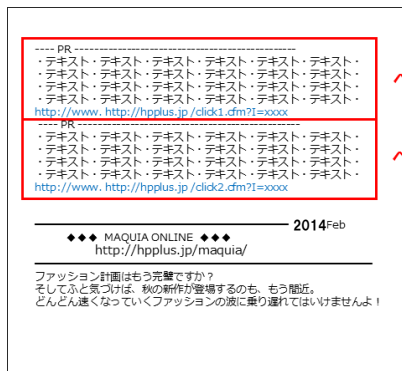 ---- PR --------------------------------------------
・テキスト・テキスト・テキスト・テキスト・テキスト・テキスト・
・テキスト・テキスト・テキスト・テキスト・テキスト・テキスト・
・テキスト・テキスト・テキスト・テキスト・テキスト・テキスト・
・テキスト・テキスト・テキスト・テキスト・テキスト・テキスト・
http://www. http://hpplus.jp /click1.cfm?I=xxxx
---- PR --------------------------------------------
・テキスト・テキスト・テキスト・テキスト・テキスト・テキスト・
・テキスト・テキスト・テキスト・テキスト・テキスト・テキスト・
・テキスト・テキスト・テキスト・テキスト・テキスト・テキスト・
・テキスト・テキスト・テキスト・テキスト・テキスト・テキスト・
http://www. http://hpplus.jp /click2.cfm?I=xxxx
2014Feb
◆◆◆ MAQUIA ONLINE ◆◆◆
http://hpplus.jp/maquia/
ファッション計画はもう完璧ですか？
そしてふと気づけば、秋の新作が登場するのも、もう間近。
どんどん速くなっていくファッションの波に乗り遅れてはいけませんよ！